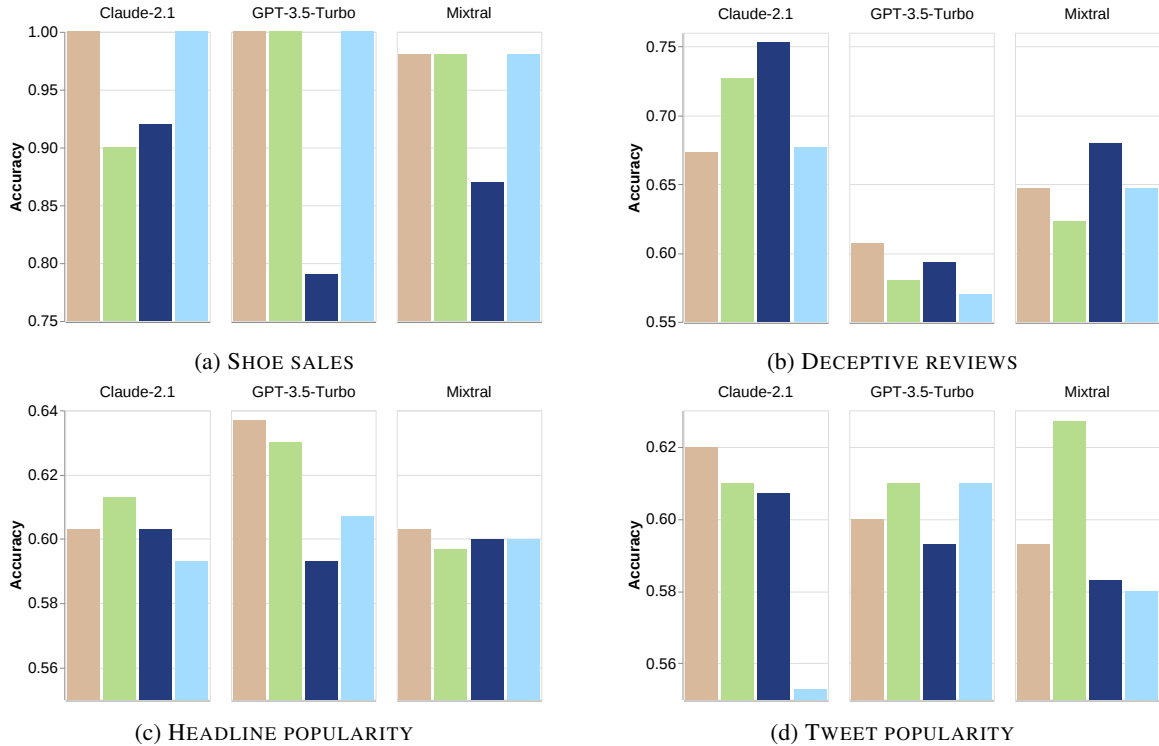 Claude-2.1 GPT-3.5-Turbo Mixtral
1.00
0.95
0.90
0.85
0.80
0.75
Accuracy
(a) SHOE SALES
Claude-2.1 GPT-3.5-Turbo Mixtral
0.75
0.70
0.65
0.60
0.55
Accuracy
(b) DECEPTIVE REVIEWS
Claude-2.1 GPT-3.5-Turbo Mixtral
0.64
0.62
0.60
0.58
0.56
Accuracy
(c) HEADLINE POPULARITY
Claude-2.1 GPT-3.5-Turbo Mixtral
0.62
0.60
0.58
0.56
Accuracy
(d) TWEET POPULARITY